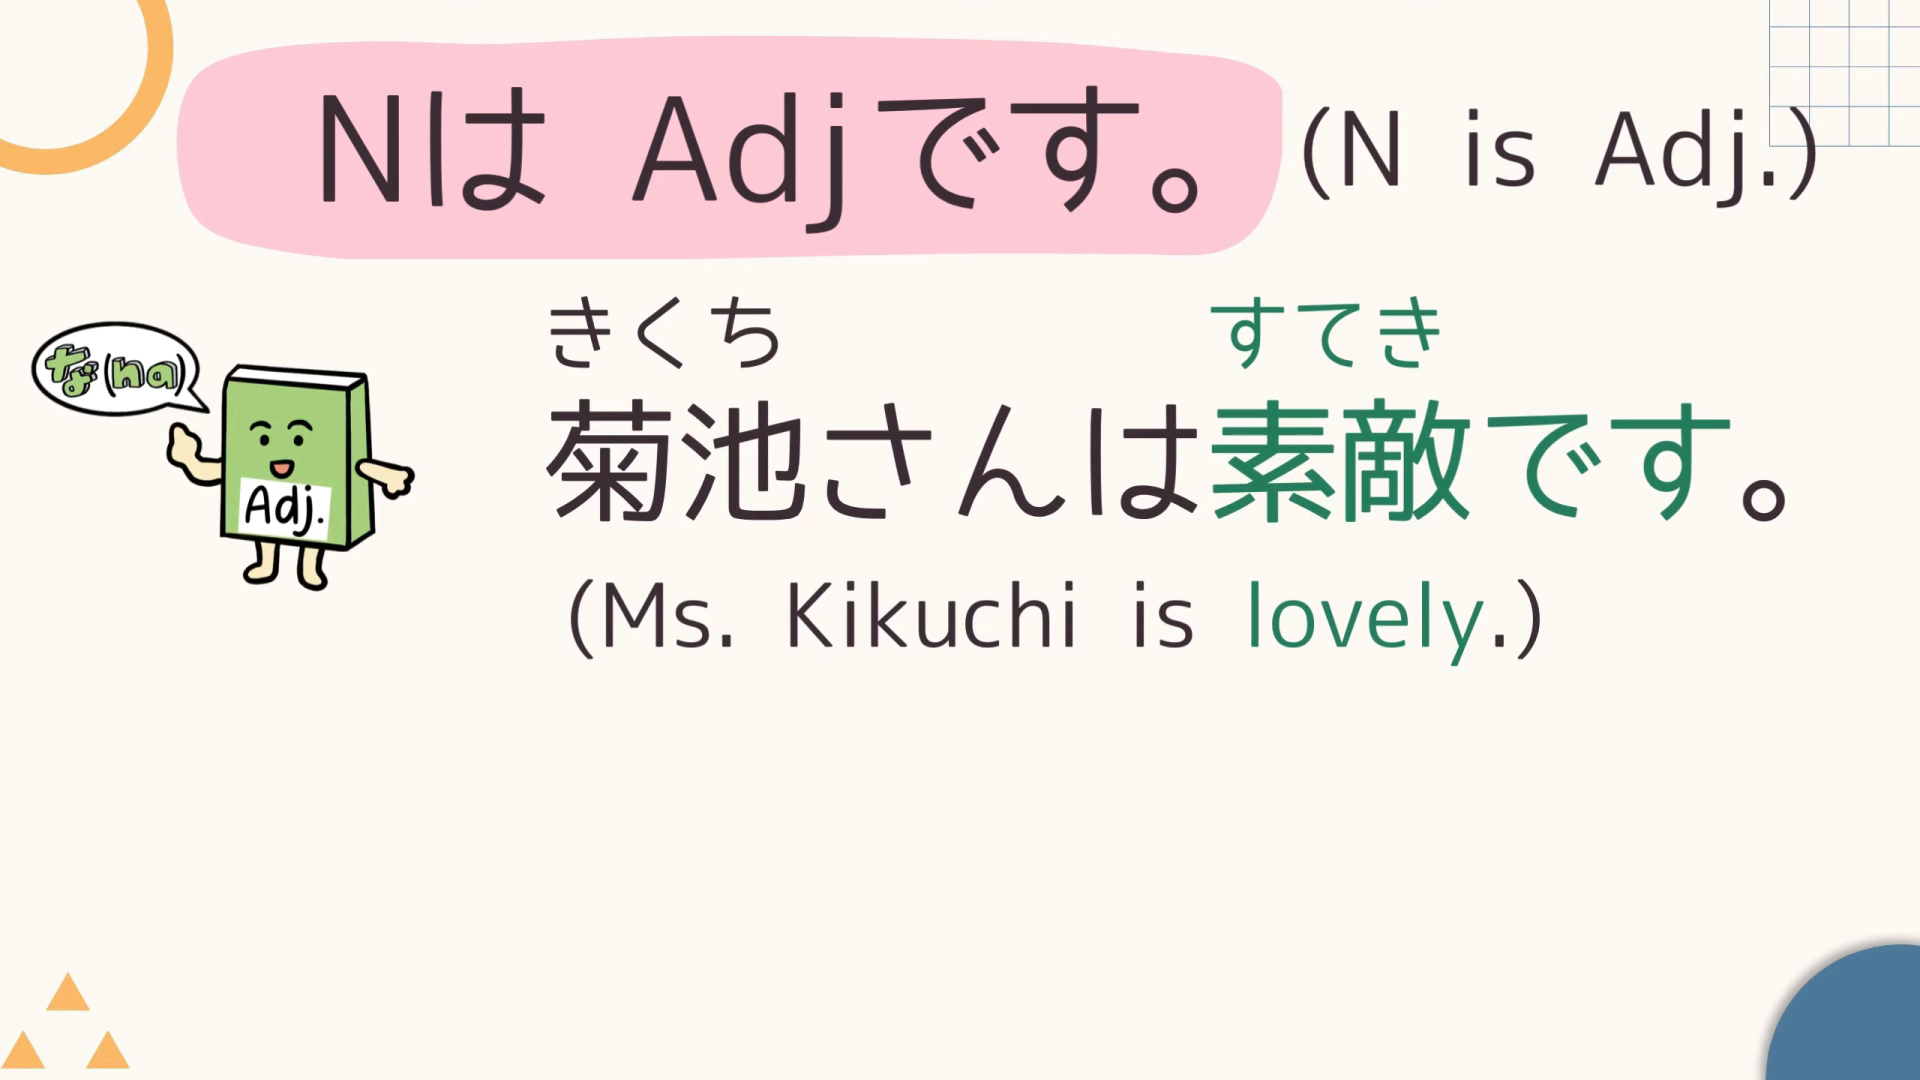 Nは Adjです。 (N is Adj.)
な(na)
Adj.
きくち すてき
菊池さんは素敵です。
(Ms. Kikuchi is lovely.)